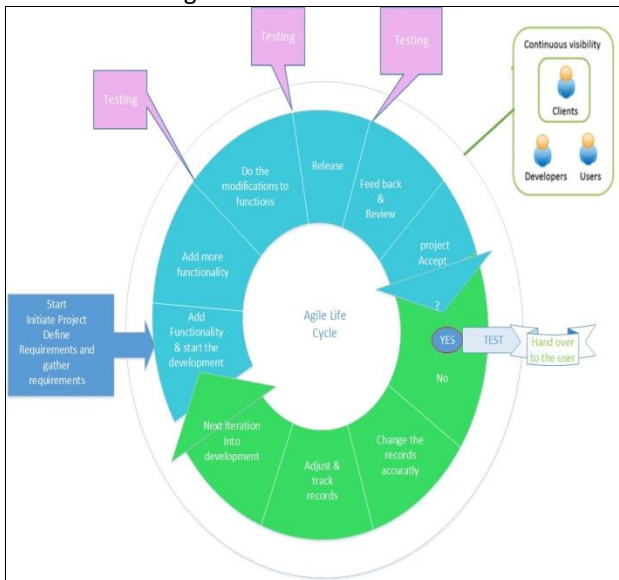 Testing
Testing
Testing
Continuous visibility
Clients
Developers
Users
Do the
modifications to
functions
Release
Feed back
&
Review
project
Accept
?
Add more
functionality
Start
Initiate Project
Define
Requirements and
gather
requirements
Add
Functionality
& start the
development
Agile Life
Cycle
YES
TEST
Hand over
to the user
No
Next iteration
Into
development
Adjust &
track
records
Change the
records
accuratly